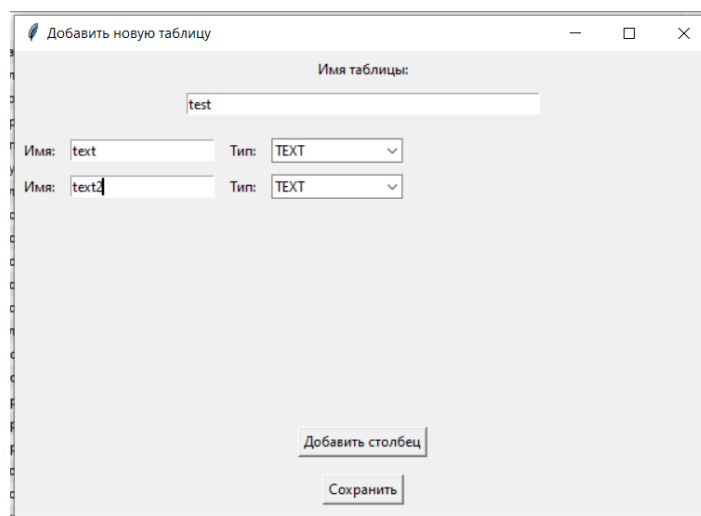 Добавить новую таблицу
Имя таблицы:
test
Имя: text Тип: TEXT
Имя: text2 Тип: TEXT
Добавить столбец
Сохранить